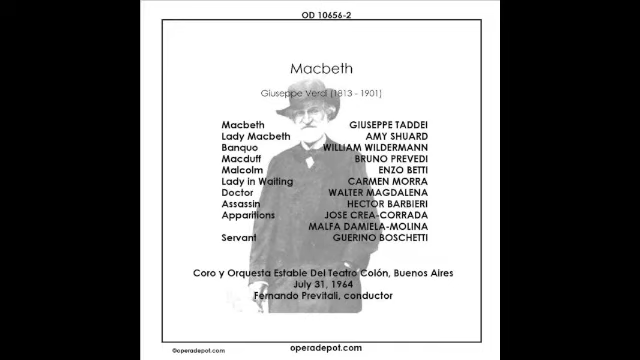 OD 10656-2
Macbeth
Giuseppe Verdi (1813 - 1901)
Macbeth GIUSEPPE TADDEI
Lady Macbeth AMY SHUARD
Banquo WILLIAM WILDERMANN
Macduff BRUNO PREVEDI
Malcolm ENZO BETTI
Lady in Waiting CARMEN MORRA
Doctor WALTER MAGDALENA
Assassin HECTOR BARBIERI
Apparitions JOSE CREA-CORRADA
MALFA DAMIELA-MOLINA
Servant GUERINO BOSCHETTI
Coro y Orquesta Estable Del Teatro Colón, Buenos Aires
July 31, 1964
Fernando Previtali, conductor
©operadepot.com
operadepot.com